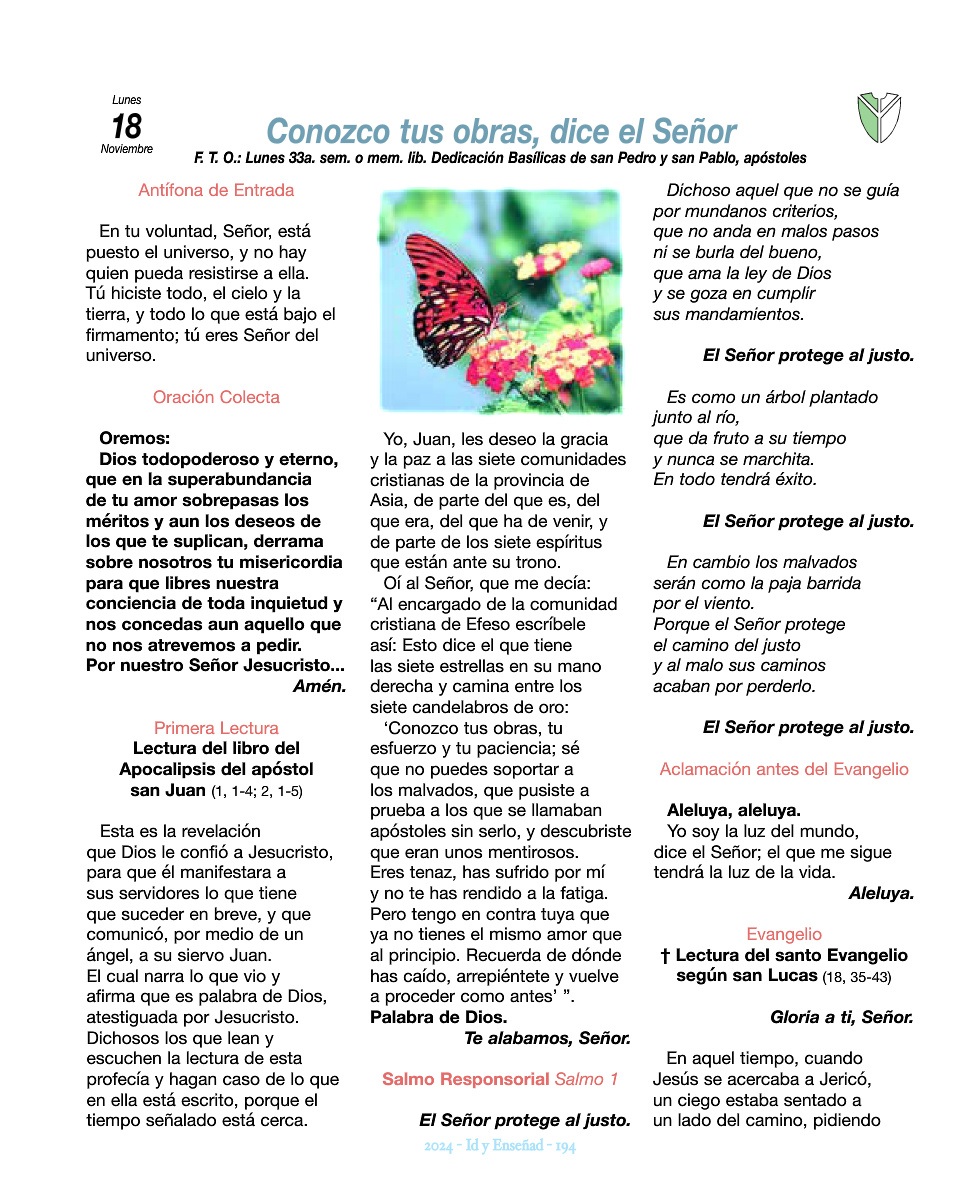 Lunes
18
Noviembre
Conozco tus obras, dice el Señor
F. T. O.: Lunes 33a. sem. o mem. lib. Dedicación Basílicas de san Pedro y san Pablo, apóstoles
Antífona de Entrada
En tu voluntad, Señor, está
puesto el universo, y no hay
quien pueda resistirse a ella.
Tú hiciste todo, el cielo y la
tierra, y todo lo que está bajo el
firmamento; tú eres Señor del
universo.
Oración Colecta
Oremos:
Dios todopoderoso y eterno,
que en la superabundancia
de tu amor sobrepasas los
méritos y aun los deseos de
los que te suplican, derrama
sobre nosotros tu misericordia
para que libres nuestra
conciencia de toda inquietud y
nos concedas aun aquello que
no nos atrevemos a pedir.
Por nuestro Señor Jesucristo...
Amén.
Primera Lectura
Lectura del libro del
Apocalipsis del apóstol
san Juan (1, 1-4; 2, 1-5)
Esta es la revelación
que Dios le confió a Jesucristo,
para que él manifestara a
sus servidores lo que tiene
que suceder en breve, y que
comunicó, por medio de un
ángel, a su siervo Juan.
El cual narra lo que vio y
afirma que es palabra de Dios,
atestiguada por Jesucristo.
Dichosos los que lean y
escuchen la lectura de esta
profecía y hagan caso de lo que
en ella está escrito, porque el
tiempo señalado está cerca.
Yo, Juan, les deseo la gracia
y la paz a las siete comunidades
cristianas de la provincia de
Asia, de parte del que es, del
que era, del que ha de venir, y
de parte de los siete espíritus
que están ante su trono.
Oí al Señor, que me decía:
“Al encargado de la comunidad
cristiana de Efeso escríbele
así: Esto dice el que tiene
las siete estrellas en su mano
derecha y camina entre los
siete candelabros de oro:
‘Conozco tus obras, tu
esfuerzo y tu paciencia; sé
que no puedes soportar a
los malvados, que pusiste a
prueba a los que se llamaban
apóstoles sin serlo, y descubriste
que eran unos mentirosos.
Eres tenaz, has sufrido por mí
y no te has rendido a la fatiga.
Pero tengo en contra tuya que
ya no tienes el mismo amor que
al principio. Recuerda de dónde
has caído, arrepiéntete y vuelve
a proceder como antes’ ”.
Palabra de Dios.
Te alabamos, Señor.
Salmo Responsorial Salmo 1
El Señor protege al justo.
Dichoso aquel que no se guía
por mundanos criterios,
que no anda en malos pasos
ni se burla del bueno,
que ama la ley de Dios
y se goza en cumplir
sus mandamientos.
El Señor protege al justo.
Es como un árbol plantado
junto al río,
que da fruto a su tiempo
y nunca se marchita.
En todo tendrá éxito.
El Señor protege al justo.
En cambio los malvados
serán como la paja barrida
por el viento.
Porque el Señor protege
el camino del justo
y al malo sus caminos
acaban por perderlo.
El Señor protege al justo.
Aclamación antes del Evangelio
Aleluya, aleluya.
Yo soy la luz del mundo,
dice el Señor; el que me sigue
tendrá la luz de la vida.
Aleluya.
Evangelio
† Lectura del santo Evangelio
según san Lucas (18, 35-43)
Gloria a ti, Señor.
En aquel tiempo, cuando
Jesús se acercaba a Jericó,
un ciego estaba sentado a
un lado del camino, pidiendo
2024 - Id y Enseñad - 194